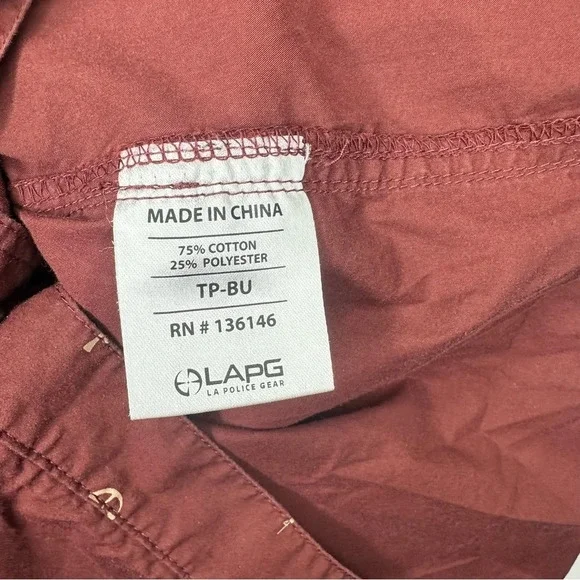 MADE IN CHINA
75% COTTON
25% POLYESTER
TP-BU
RN # 136146
LAPG
LA POLICE GEAR